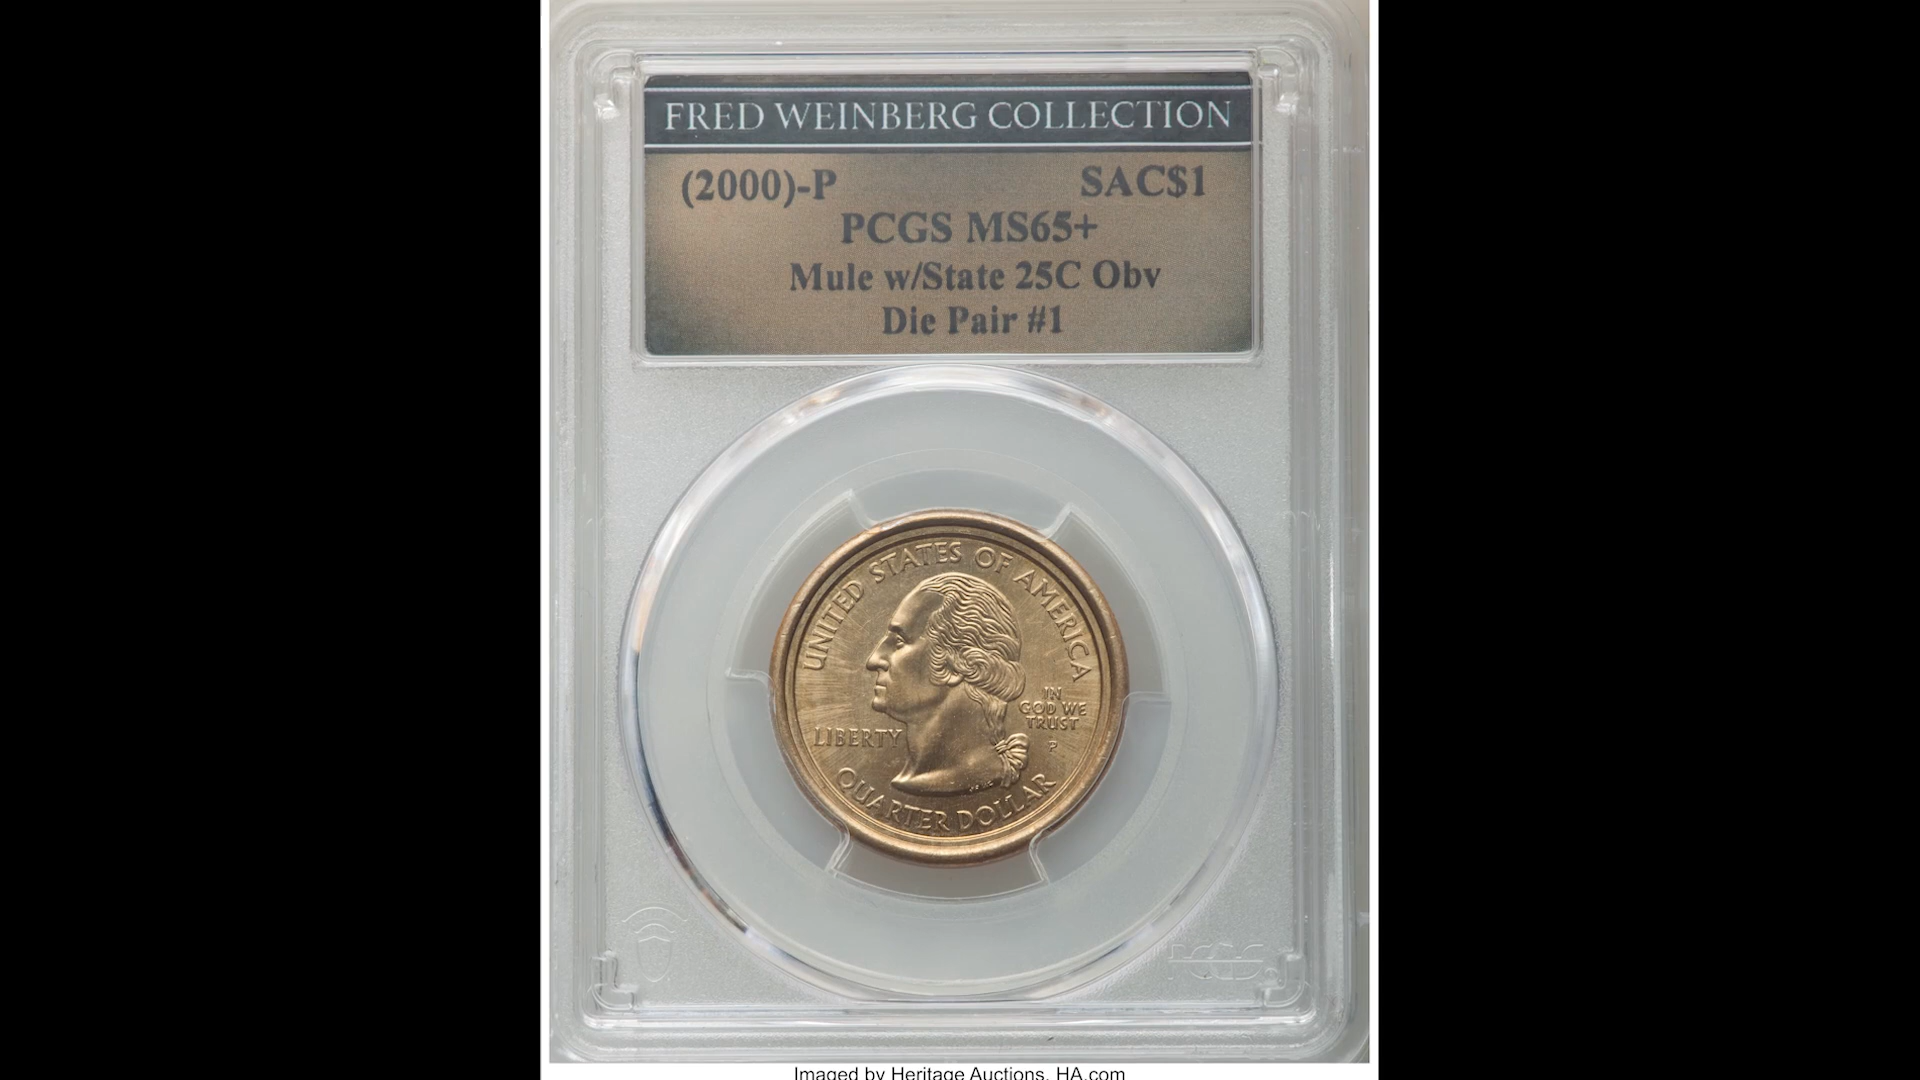 FRED WEINBERG COLLECTION
(2000)-P SAC$1
PCGS MS65+
Mule w/State 25C Obv
Die Pair #1
UNITED STATES OF AMERICA
IN
GOD WE
TRUST
P
LIBERTY
QUARTER DOLLAR
PCGS
Imaged by Heritage Auctions, HA.com